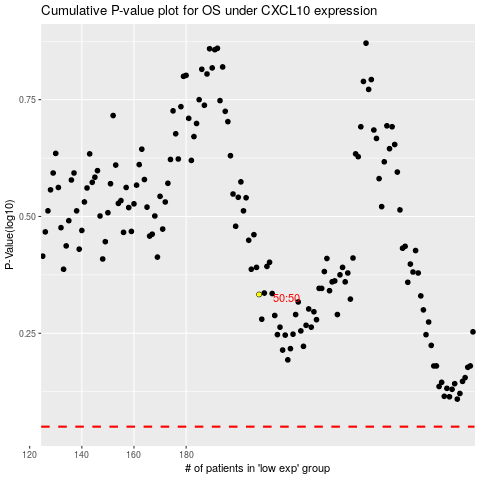 Cumulative P-value plot for OS under CXCL10 expression
P-Value(log10)
0.75
0.50
0.25
50:50
120 140 160 180
# of patients in 'low exp' group